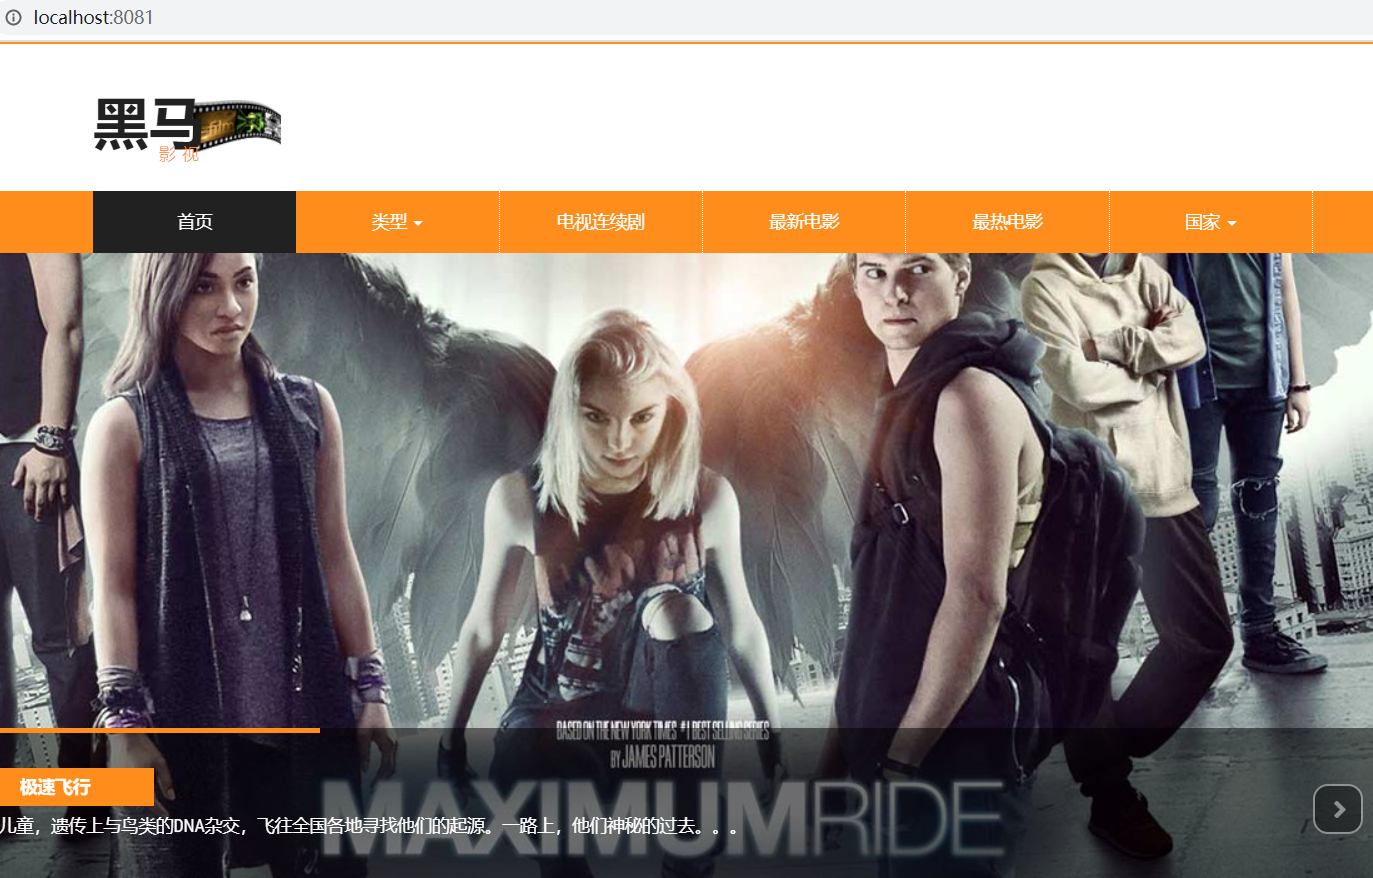 localhost:8081
黑马
film
影视
首页 类型 电视连续剧 最新电影 最热电影 国家
BASED ON THE NEW YORK TIMES #1 BEST SELLING SERIES
BY JAMES PATTERSON
MAXIMUM RIDE
极速飞行
儿童，遗传上与鸟类的DNA杂交，飞往全国各地寻找他们的起源。一路上，他们神秘的过去。。。